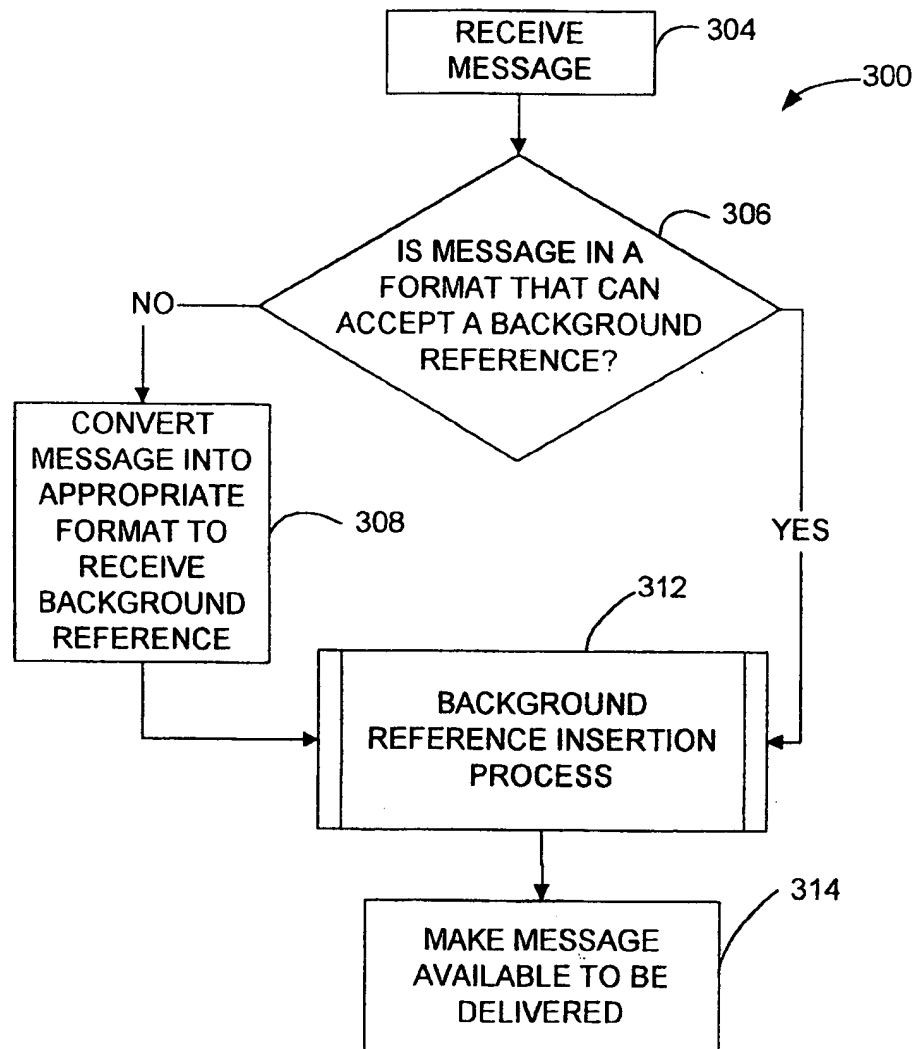 RECEIVE
MESSAGE
304
300
306
IS MESSAGE IN A
FORMAT THAT CAN
ACCEPT A BACKGROUND
REFERENCE?
NO
YES
CONVERT
MESSAGE INTO
APPROPRIATE
FORMAT TO
RECEIVE
BACKGROUND
REFERENCE
308
312
BACKGROUND
REFERENCE INSERTION
PROCESS
314
MAKE MESSAGE
AVAILABLE TO BE
DELIVERED